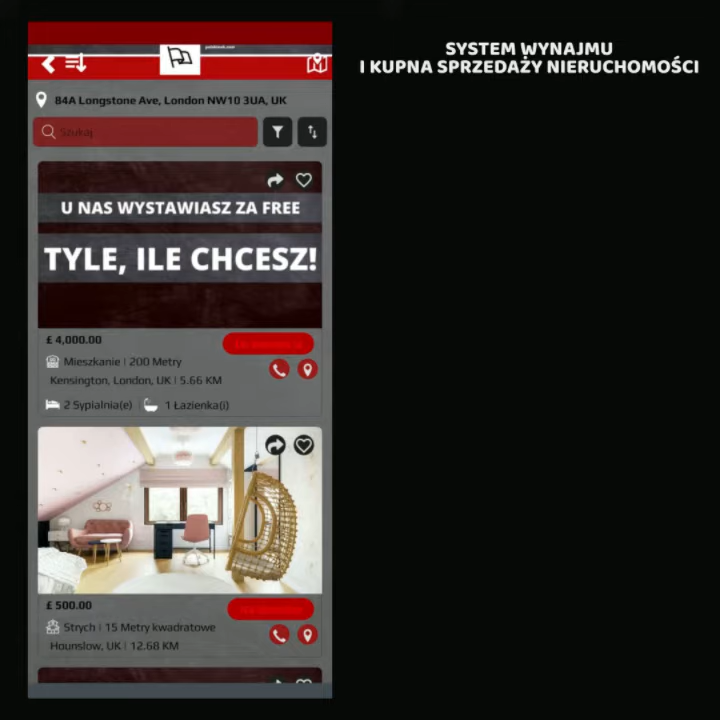 SYSTEM WYNAJMU
I KUPNA SPRZEDAŻY NIERUCHOMOŚCI
84A Longstone Ave, London NW10 3UA, UK
Szukaj
U NAS WYSTAWIASZ ZA FREE
TYLE, ILE CHCESZ!
£ 4,000.00
Mieszkanie | 200 Metry
Kensington, London, UK | 5.66 KM
2 Sypialnia(e) | 1 Łazienka(i)
£ 500.00
Strych | 15 Metry kwadratowe
Hounslow, UK | 12.68 KM